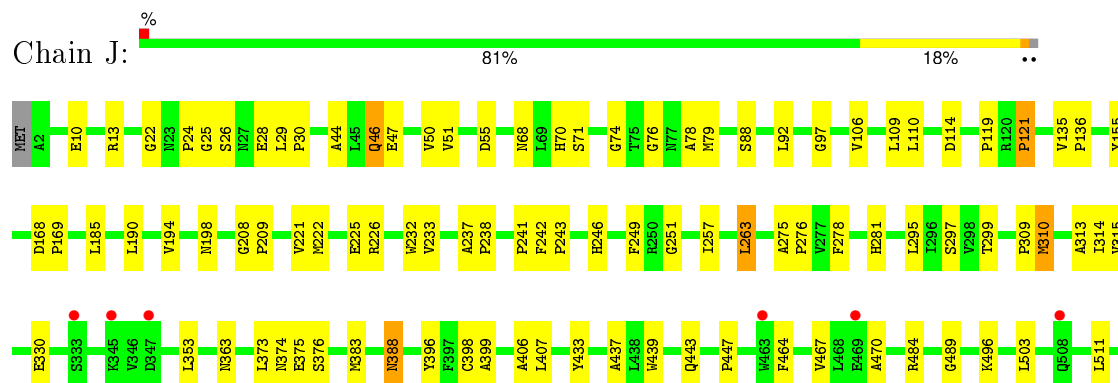 %
Chain J:
81%
18%
••
MET A2 E10 R13 G22 N23 P24 G25 S26 N27 E28 L29 P30 A44 L45 Q46 E47 V50 V51 D55 N68 L69 H70 S71 G74 T75 G76 N77 A78 M79 S88 L92 G97 V106 L109 L110 D114 P119 R120 P121 V135 P136
D168 P169 L185 L190 V194 N198 G208 P209 V221 M222 E225 R226 W232 V233 A237 P238 P241 F242 P243 H246 F249 R250 G251 I257 L263 A275 P276 V277 F278 H281 L295 I296 S297 V298 T299 P309 M310 A313 I314
E330 S333 K345 V346 D347 L353 N363 L373 N374 E375 S376 M383 N388 Y396 F397 C398 A399 A406 L407 Y433 A437 L438 W439 Q443 P447 W463 F464 V467 L468 E469 A470 R484 G489 K496 L503 Q508 L511